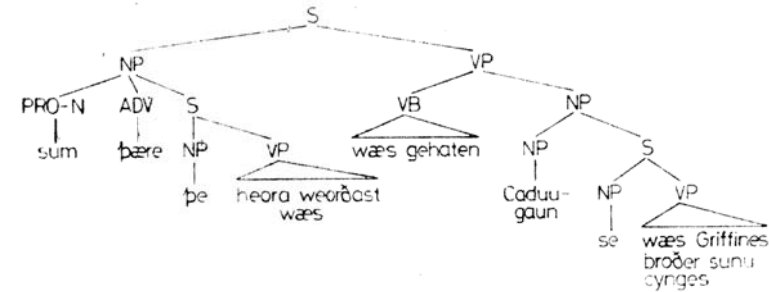 S
NP VP
PRO-N ADV S VB NP
sum þære NP VP wæs gehaten NP S
þe heora weorðast Caduu- NP VP
wæs gaun
se wæs Griffines
broðer sunu
cynges